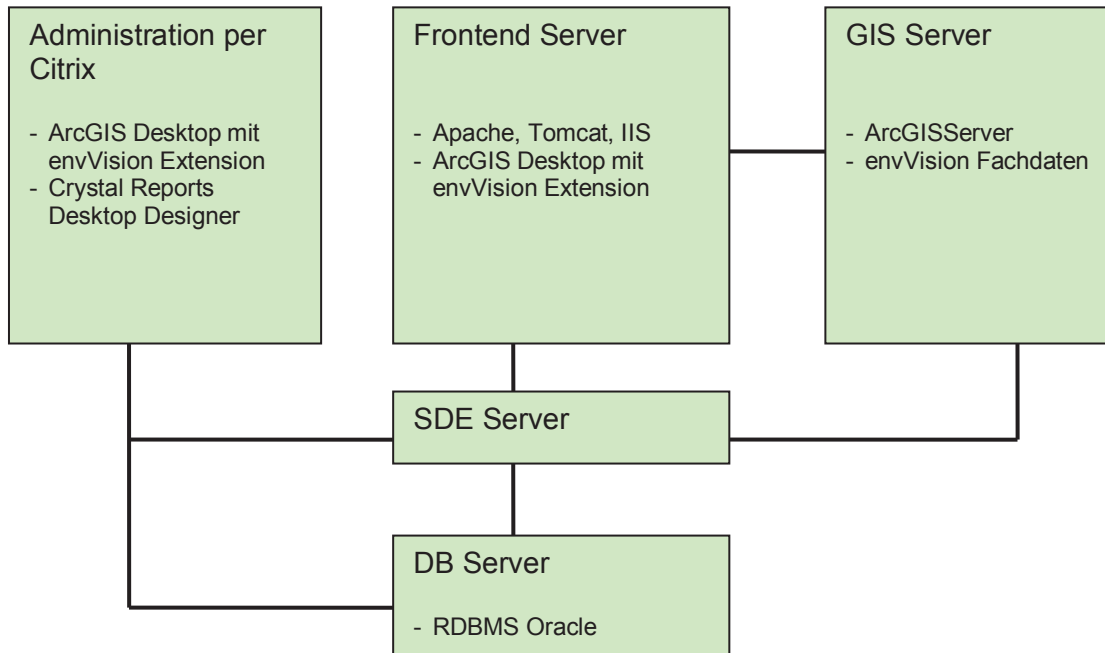 Administration per
Citrix
- ArcGIS Desktop mit
envVision Extension
- Crystal Reports
Desktop Designer
Frontend Server
- Apache, Tomcat, IIS
- ArcGIS Desktop mit
envVision Extension
GIS Server
- ArcGISServer
- envVision Fachdaten
SDE Server
DB Server
- RDBMS Oracle